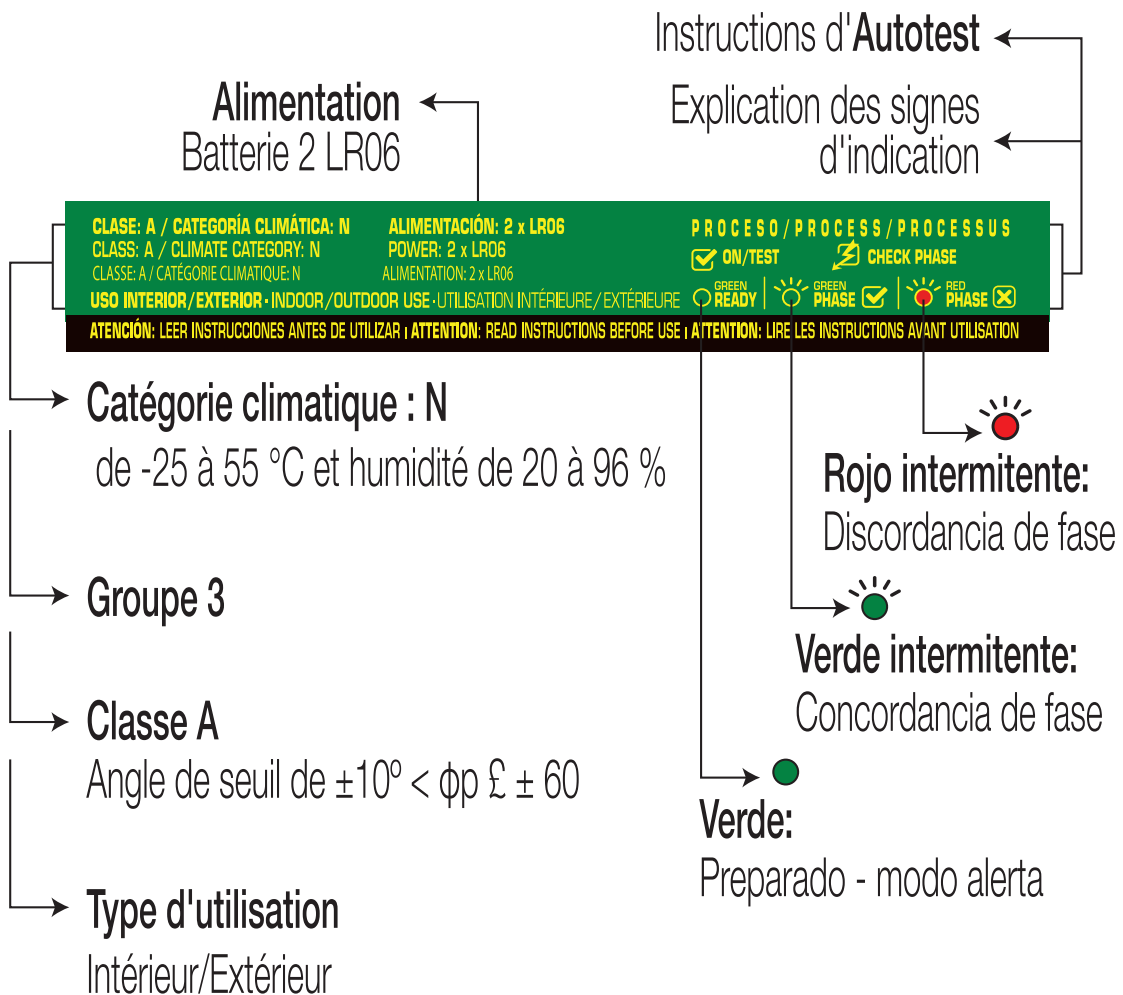 Instructions d'Autotest
Explication des signes
d'indication
Alimentation
Batterie 2 LR06
CLASE: A / CATEGORÍA CLIMÁTICA: N
CLASS: A / CLIMATE CATEGORY: N
CLASSE: A / CATÉGORIE CLIMATIQUE: N
ALIMENTACIÓN: 2 x LR06
POWER: 2 x LR06
ALIMENTATION: 2 x LR06
PROCESO/PROCESS/PROCESSUS
ON/TEST
CHECK PHASE
USO INTERIOR/EXTERIOR·INDOOR/OUTDOOR USE·UTILISATION INTÉRIEURE/EXTÉRIEURE
GREEN
READY
GREEN
PHASE
RED
PHASE
ATENCIÓN: LEER INSTRUCCIONES ANTES DE UTILIZAR | ATTENTION: READ INSTRUCTIONS BEFORE USE | ATTENTION: LIRE LES INSTRUCTIONS AVANT UTILISATION
Catégorie climatique : N
de -25 à 55 °C et humidité de 20 à 96 %
Groupe 3
Classe A
Angle de seuil de ±10º < ϕp £ ± 60
Type d'utilisation
Intérieur/Extérieur
Rojo intermitente:
Discordancia de fase
Verde intermitente:
Concordancia de fase
Verde:
Preparado - modo alerta